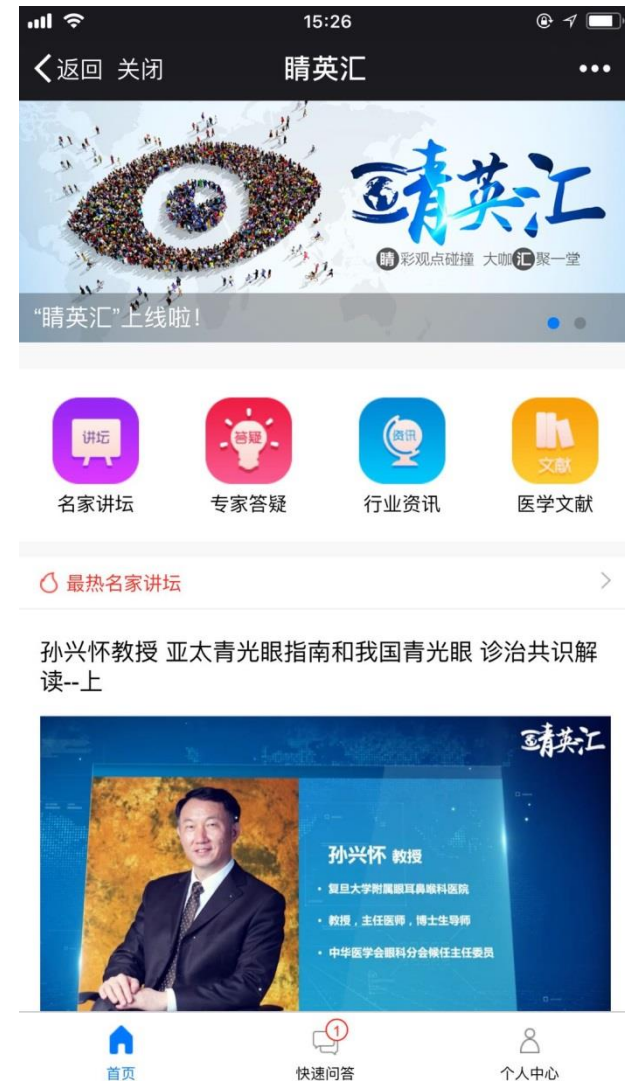 15:26
返回 关闭 睛英汇
睛英汇
睛彩观点碰撞 大咖汇聚一堂
“睛英汇”上线啦!
讲坛 答疑 资讯 文献
名家讲坛 专家答疑 行业资讯 医学文献
最热名家讲坛
孙兴怀教授 亚太青光眼指南和我国青光眼 诊治共识解
读--上
睛英汇
孙兴怀 教授
· 复旦大学附属眼耳鼻喉科医院
· 教授，主任医师，博士生导师
· 中华医学会眼科分会候任主任委员
1
首页 快速问答 个人中心